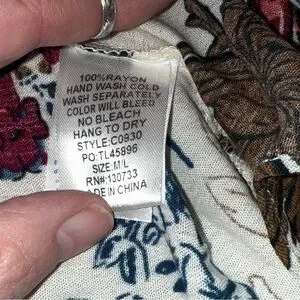 100%RAYON
HAND WASH COLD
WASH SEPARATELY
COLOR WILL BLEED
NO BLEACH
HANG TO DRY
STYLE:C0930
PO:TL45896
SIZE:M/L
RN#:130733
MADE IN CHINA